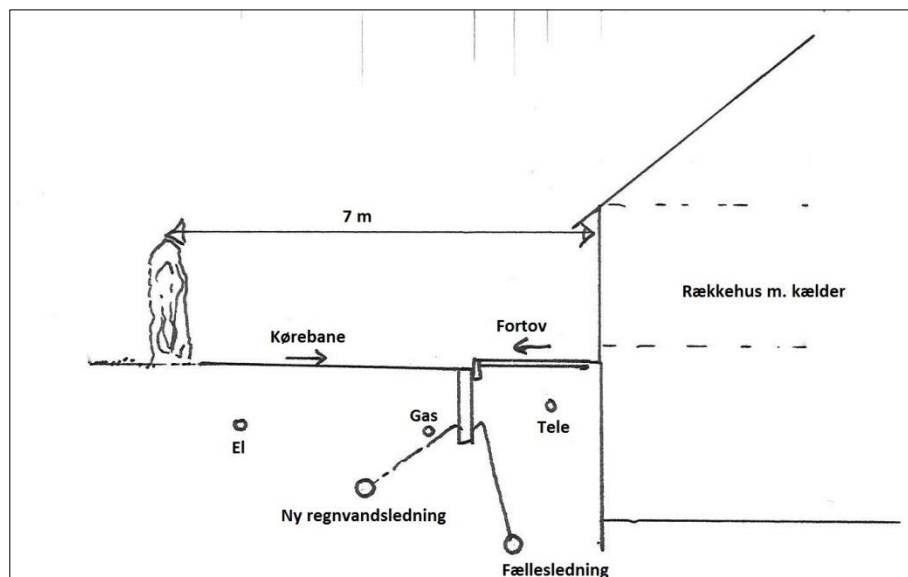 7 m
Rækkehus m. kælder
Kørebane
Fortov
El
Gas
Tele
Ny regnvandsledning
Fællesledning